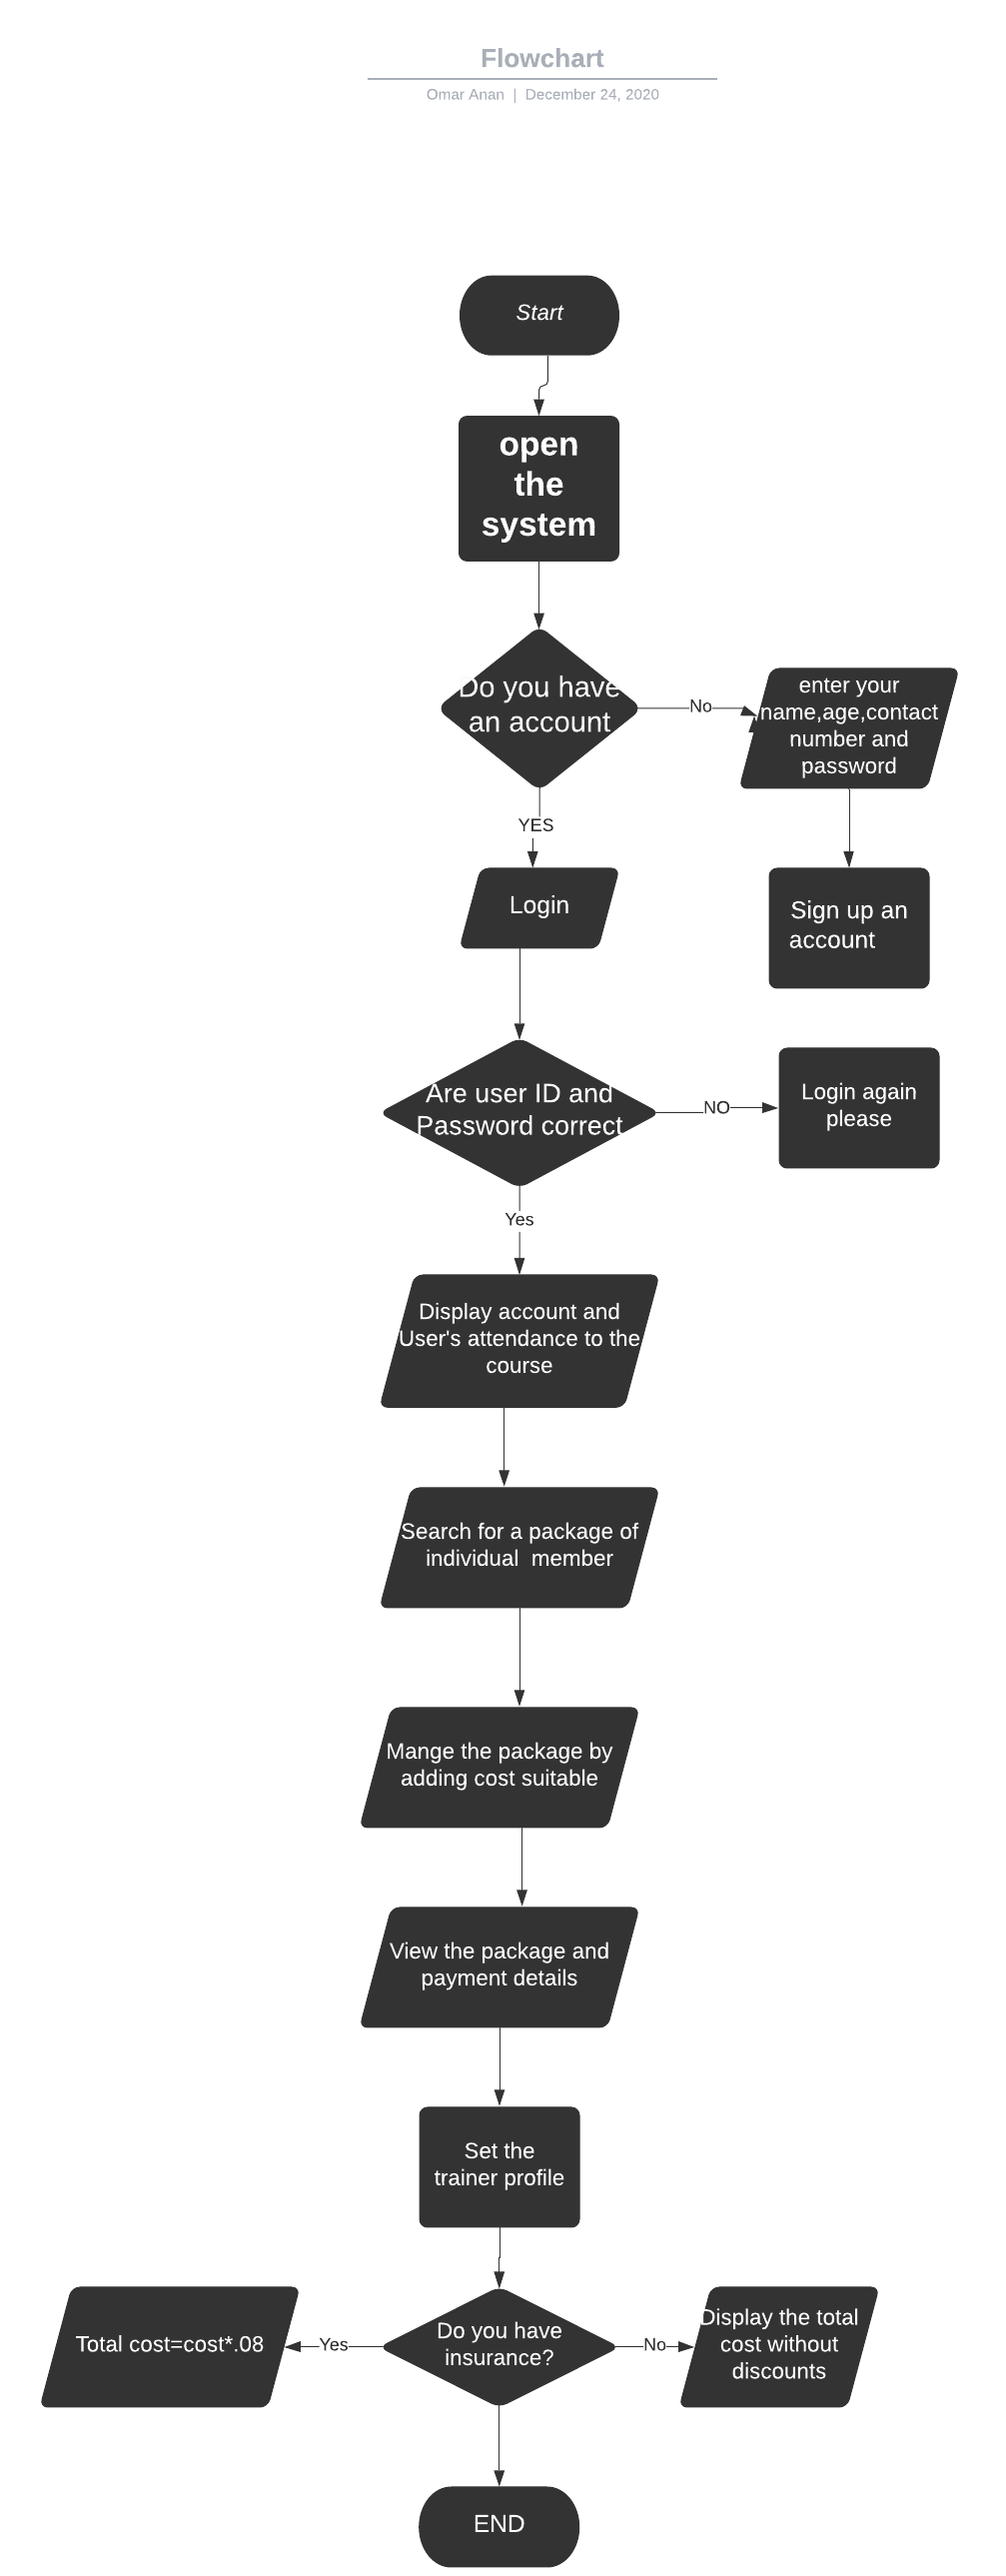 Flowchart
Omar Anan | December 24, 2020
Start
open
the
system
Do you have
an account
No
enter your
name,age,contact
number and
password
YES
Login
Sign up an
account
Are user ID and
Password correct
NO
Login again
please
Yes
Display account and
User's attendance to the
course
Search for a package of
individual  member
Mange the package by
adding cost suitable
View the package and
payment details
Set the
trainer profile
Do you have
insurance?
Yes
Total cost=cost*.08
No
Display the total
cost without
discounts
END